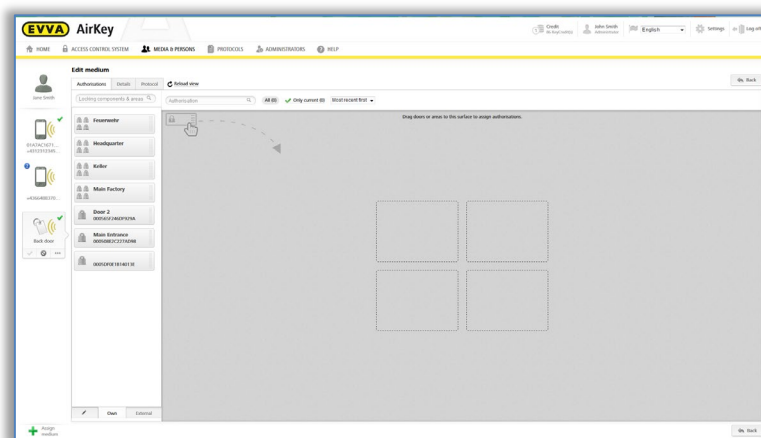 EVVA AirKey
Credit
John Smith
Administrator
English
Settings
Log off
HOME ACCESS CONTROL SYSTEM MEDIA & PERSONS PROTOCOLS ADMINISTRATORS HELP
Edit medium
Authorisations Details Protocol Reload view
Back
Jane Smith
Locking components & areas
Authorisation
All (0) Only current (0) Most recent first
Drag doors or areas to the surface to assign authorisations.
Feuerwehr
Headquarter
Keller
Main Factory
Door 2
Main Entrance
Back door
Own External
Assign
medium
Back